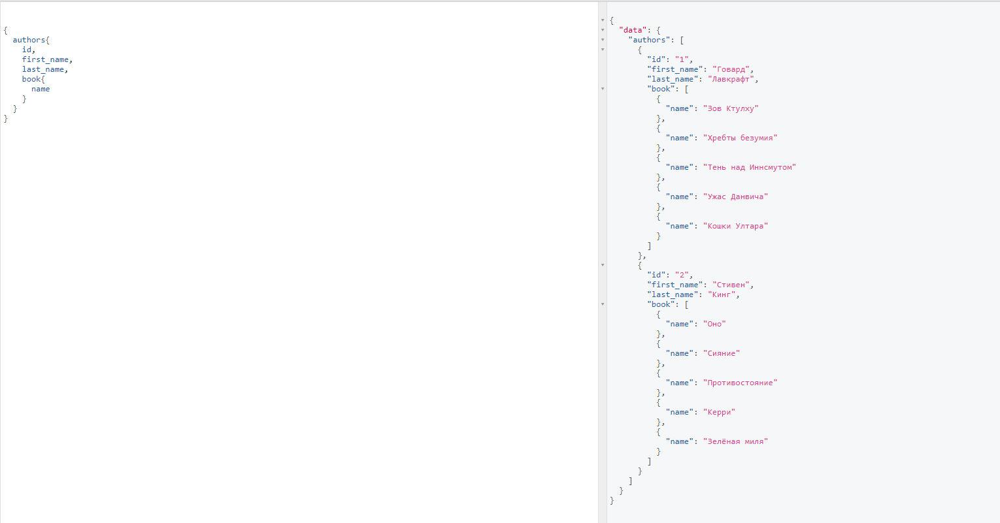 {
  authors{
    id,
    first_name,
    last_name,
    book{
      name
    }
  }
}
{
  "data": {
    "authors": [
      {
        "id": "1",
        "first_name": "Говард",
        "last_name": "Лавкрафт",
        "book": [
          {
            "name": "Зов Ктулху"
          },
          {
            "name": "Хребты безумия"
          },
          {
            "name": "Тень над Иннсмутом"
          },
          {
            "name": "Ужас Данвича"
          },
          {
            "name": "Кошки Ултара"
          }
        ]
      },
      {
        "id": "2",
        "first_name": "Стивен",
        "last_name": "Кинг",
        "book": [
          {
            "name": "Оно"
          },
          {
            "name": "Сияние"
          },
          {
            "name": "Противостояние"
          },
          {
            "name": "Керри"
          },
          {
            "name": "Зелёная миля"
          }
        ]
      }
    ]
  }
}